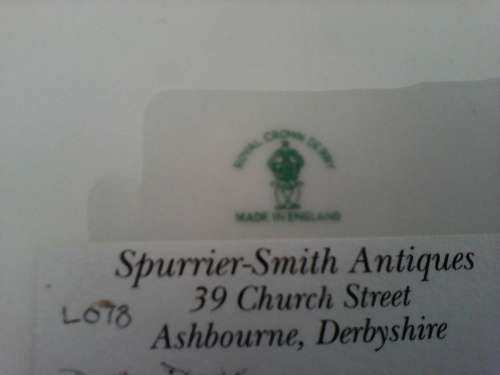 ROYAL CROWN DERBY
MADE IN ENGLAND
Spurrier-Smith Antiques
39 Church Street
L078
Ashbourne, Derbyshire